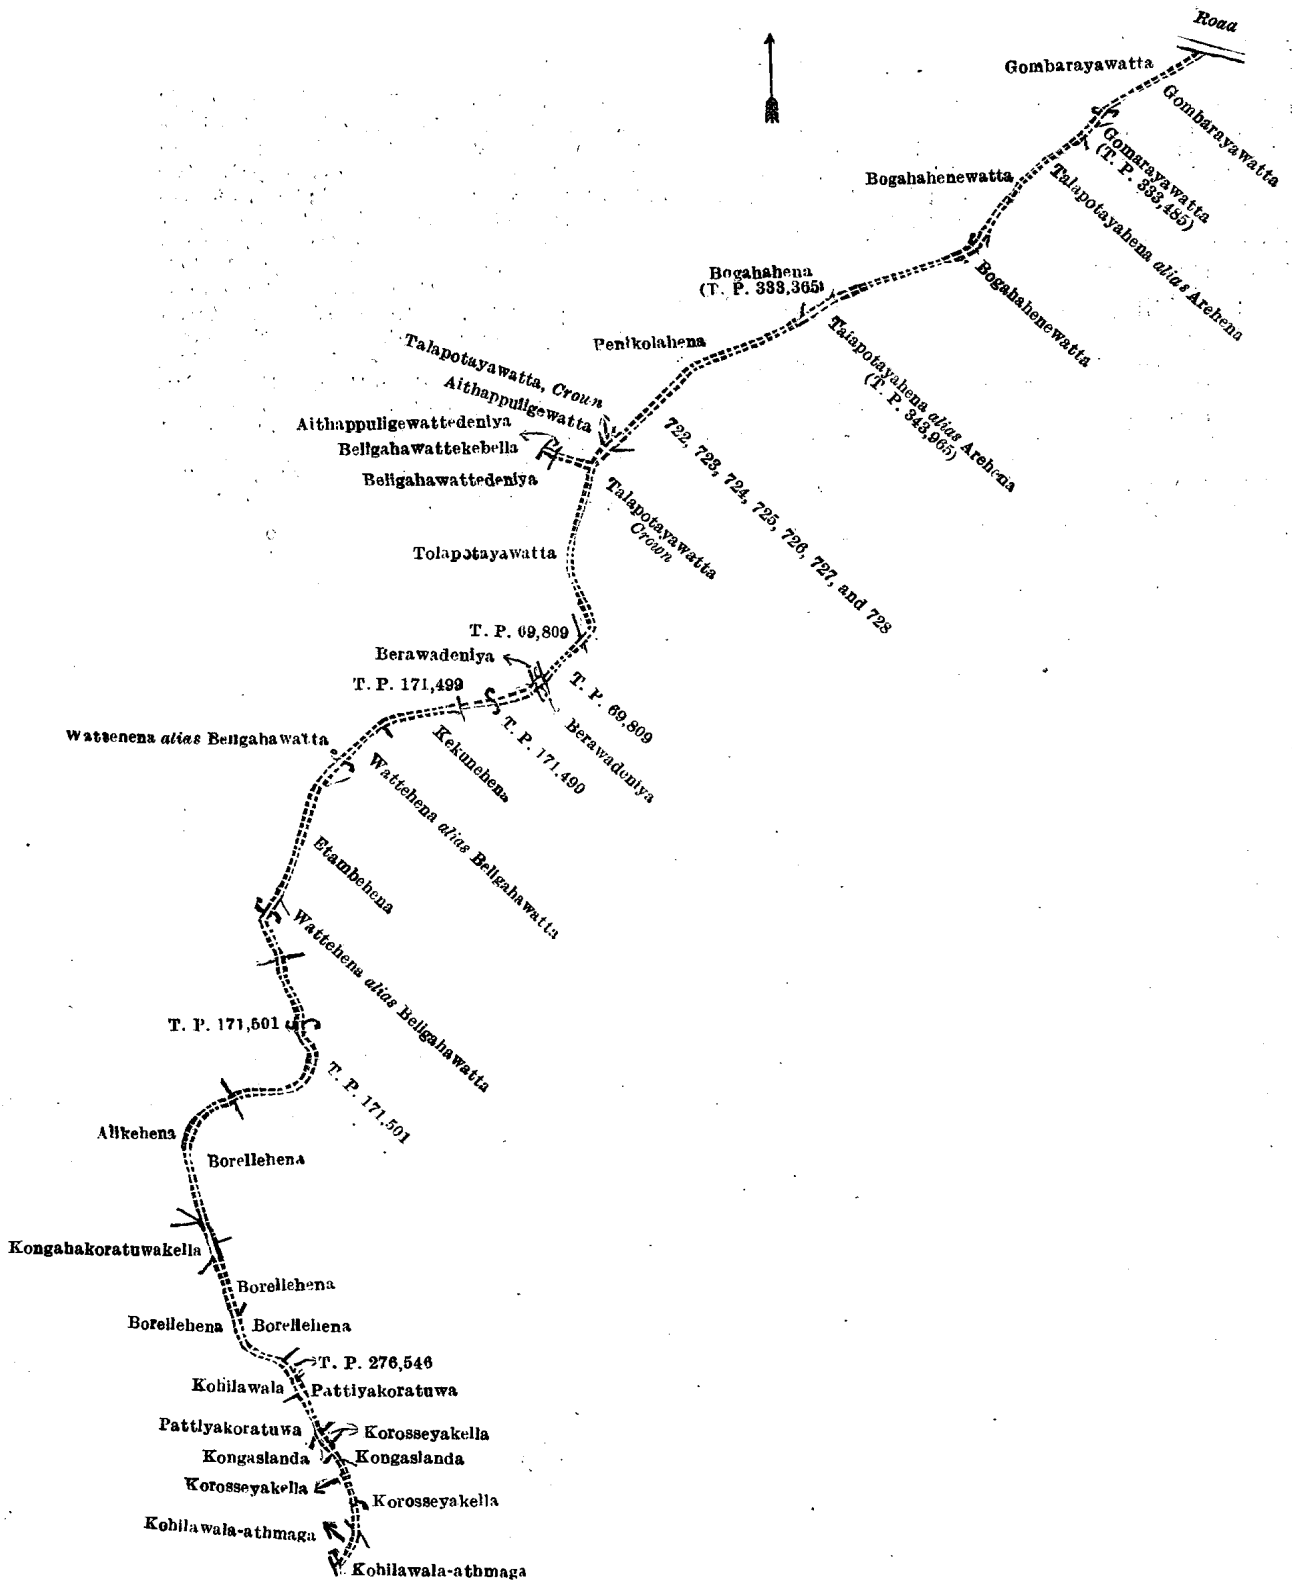 Road
Gombarayawatta
Gombarayawatta
Gomarayawatta
(T. P. 333,485)
Bogahahenewatta
Talapotayahena alias Arehena
Bogahahenewatta
Bogahahena
(T. P. 333,365)
Talapotayahena alias Arehena
(T. P. 343,965)
Penikolahena
Talapotayawatta, Crown
Aithappuligewatta
Aithappuligewattedeniya
Beligahawattekebella
Beligahawattedeniya
722, 723, 724, 725, 726, 727, and 728
Talapotayawatta
Crown
Tolapotayawatta
T. P. 69,809
Berawadeniya
T. P. 69,809
T. P. 171,499
Berawadeniya
T. P. 171,490
Kekunehena
Wattenena alias Beligahawatta
Wattehena alias Beligahawatta
Etambehena
Wattehena alias Beligahawatta
T. P. 171,501
T. P. 171,501
Alikehena
Borellehena
Kongahakoratuwakella
Borellehena
Borellehena
Borellehena
T. P. 276,546
Kohilawala
Pattiyakoratuwa
Pattiyakoratuwa
Korosseyakella
Kongaslanda
Kongaslanda
Korosseyakella
Korosseyakella
Kohilawala-athmaga
Kohilawala-athmaga